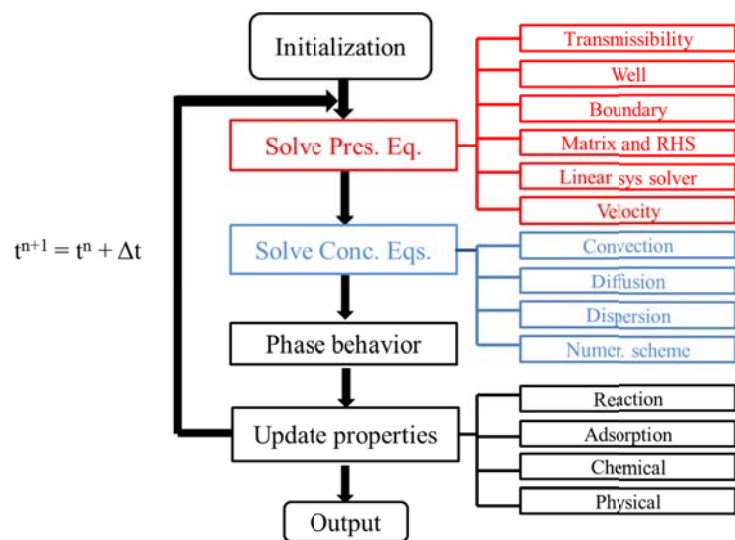 Initialization
Solve Pres. Eq.
Transmissibility
Well
Boundary
Matrix and RHS
Linear sys solver
Velocity
tⁿ⁺¹ = tⁿ + Δt
Solve Conc. Eqs.
Convection
Diffusion
Dispersion
Numer. scheme
Phase behavior
Update properties
Reaction
Adsorption
Chemical
Physical
Output